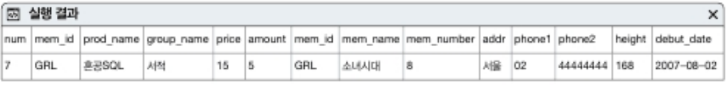 실행 결과
num mem_id prod_name group_name price amount mem_id mem_name mem_number addr phone1 phone2 height debut_date
7 GRL 혼공SQL 서적 15 5 GRL 소녀시대 8 서울 02 44444444 168 2007-08-02